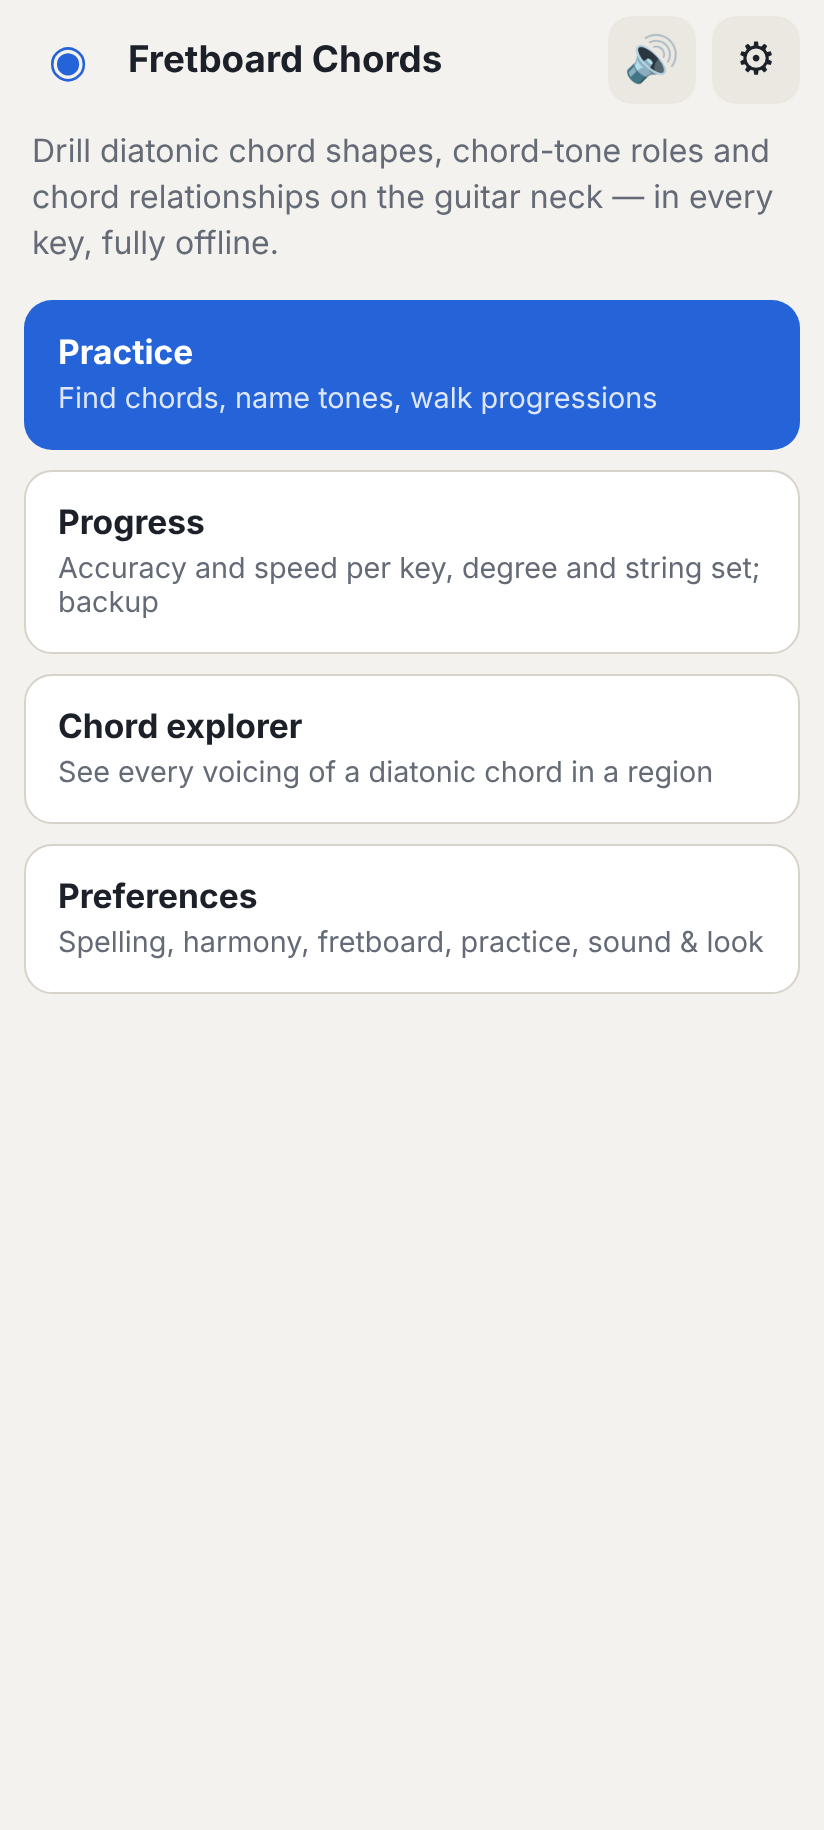 Fretboard Chords
Drill diatonic chord shapes, chord-tone roles and
chord relationships on the guitar neck — in every
key, fully offline.
Practice
Find chords, name tones, walk progressions
Progress
Accuracy and speed per key, degree and string set;
backup
Chord explorer
See every voicing of a diatonic chord in a region
Preferences
Spelling, harmony, fretboard, practice, sound & look